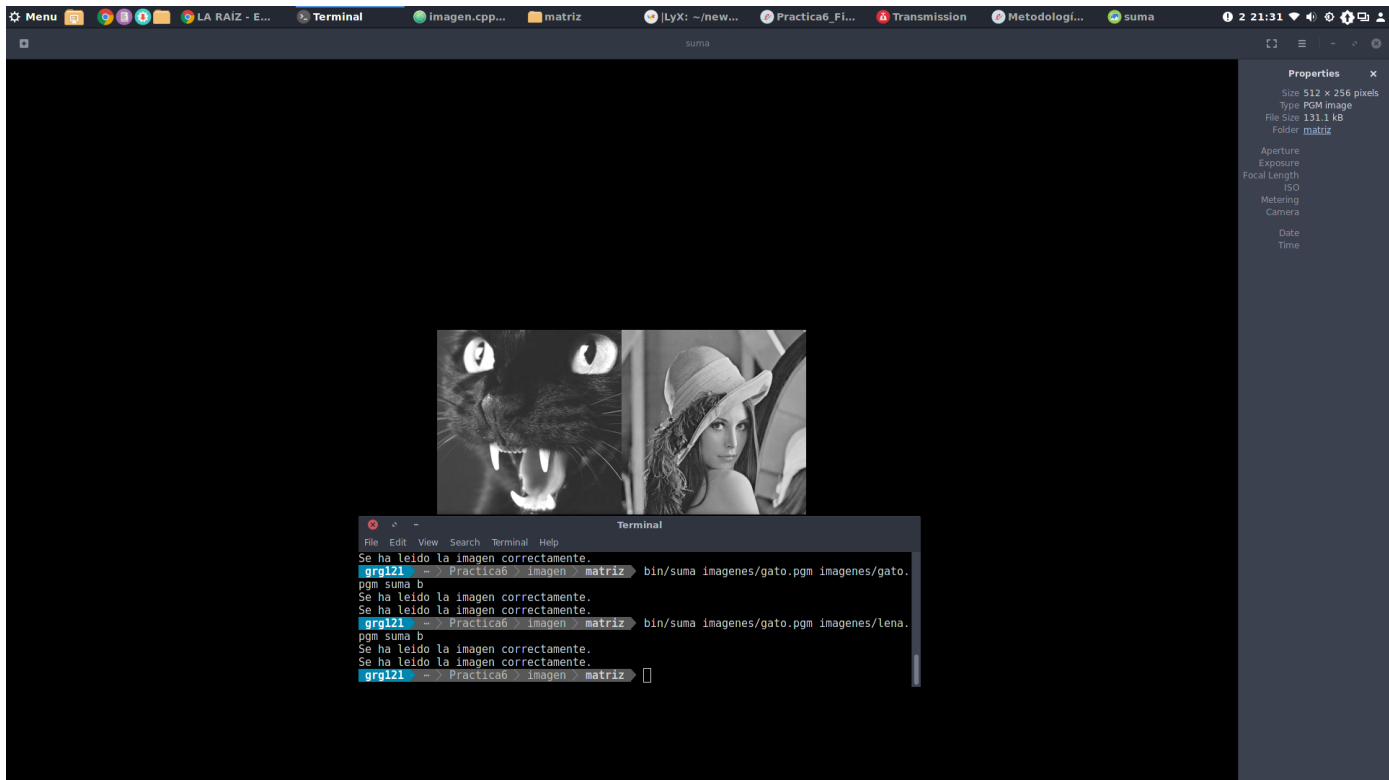 Menu LA RAÍZ - E... Terminal imagen.cpp... matriz |LyX: ~/new... Practica6_Fi... Transmission Metodologí... suma 2 21:31
suma
Properties
Size 512 × 256 pixels
Type PGM image
File Size 131.1 kB
Folder matriz
Aperture
Exposure
Focal Length
ISO
Metering
Camera
Date
Time
Terminal
File Edit View Search Terminal Help
Se ha leido la imagen correctamente.
grg121 … Practica6 imagen matriz bin/suma imagenes/gato.pgm imagenes/gato.
pgm suma b
Se ha leido la imagen correctamente.
Se ha leido la imagen correctamente.
grg121 … Practica6 imagen matriz bin/suma imagenes/gato.pgm imagenes/lena.
pgm suma b
Se ha leido la imagen correctamente.
Se ha leido la imagen correctamente.
grg121 … Practica6 imagen matriz